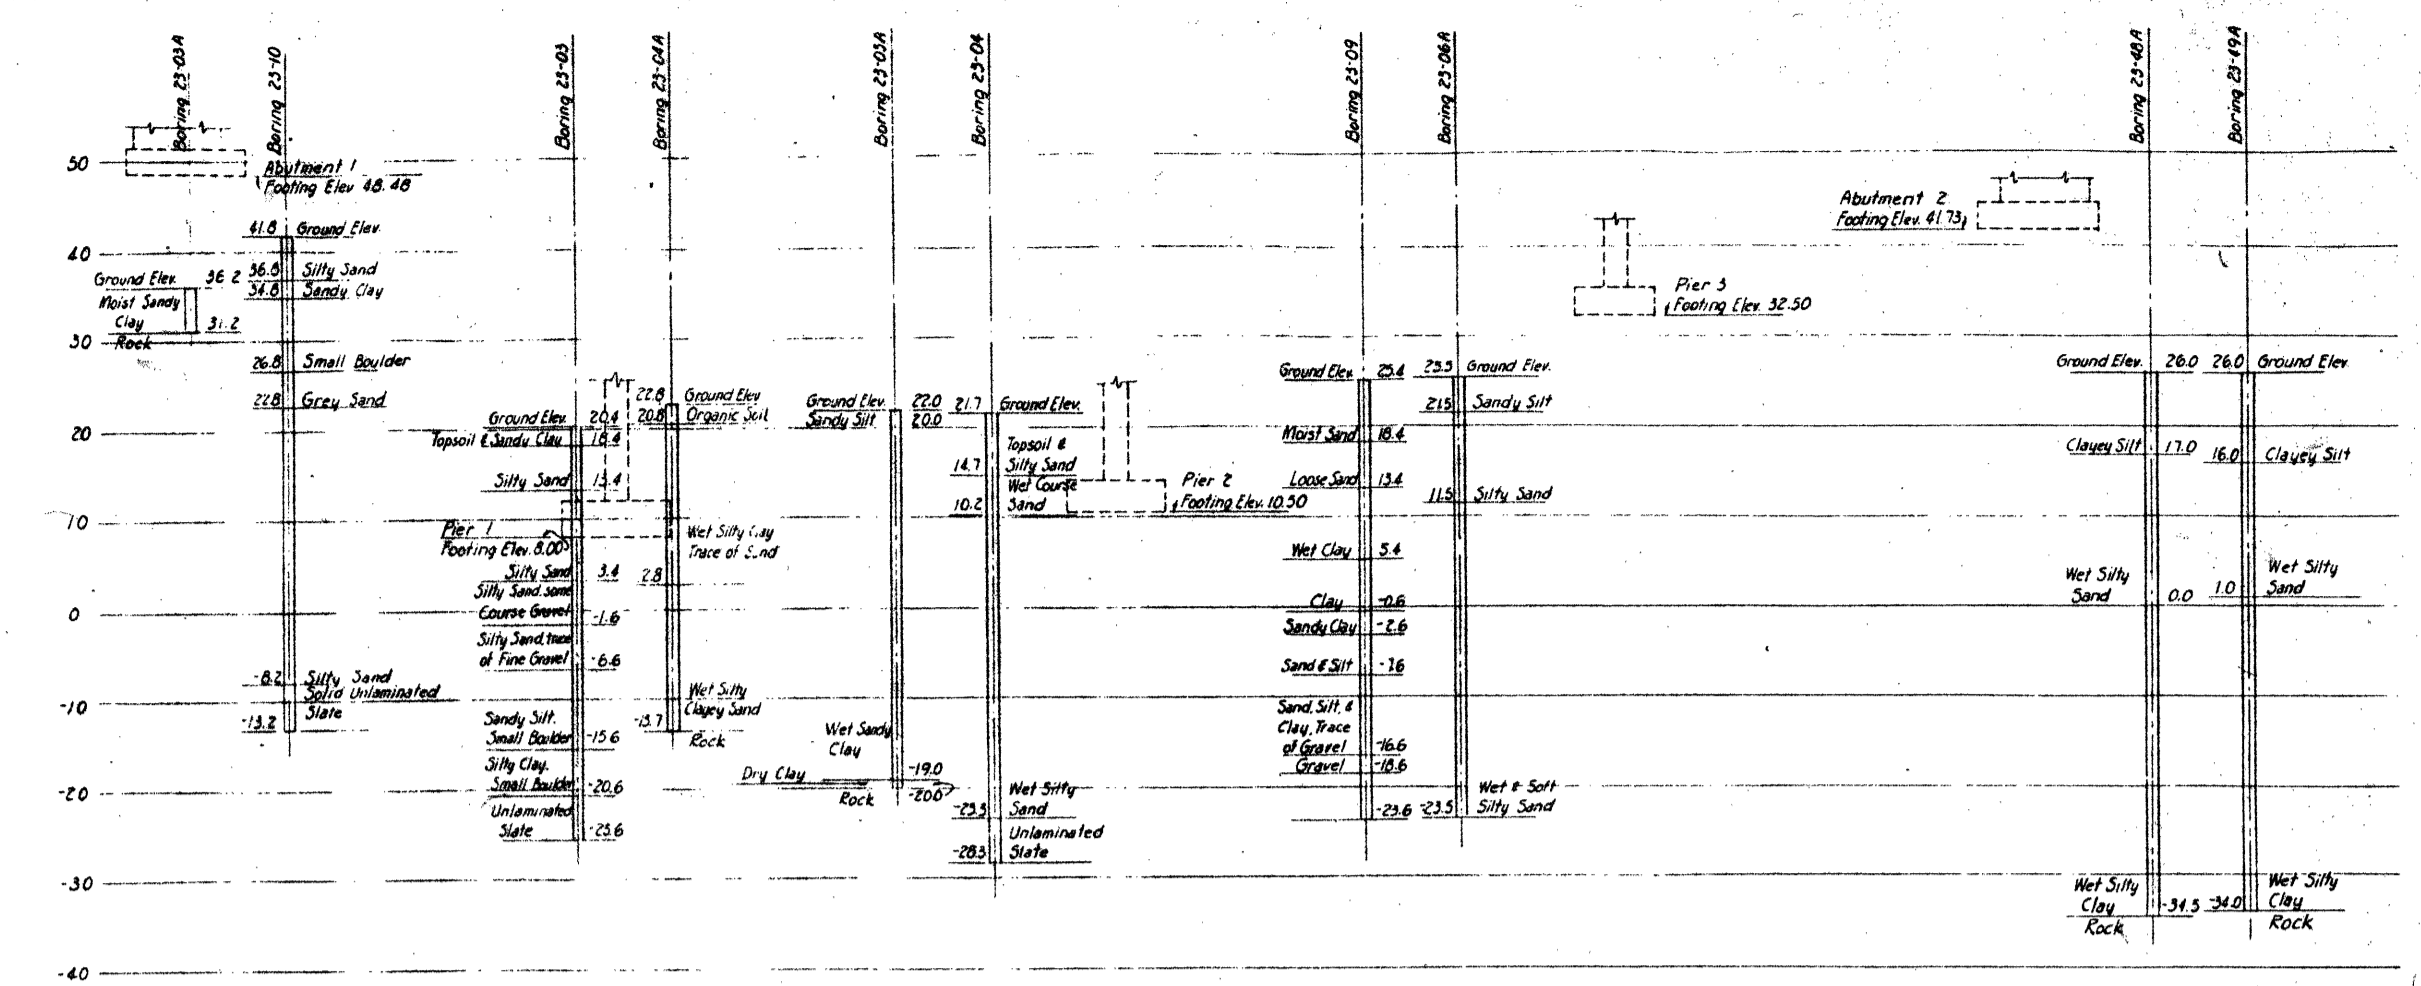 Boring 23-03A
Boring 23-10
Boring 23-03
Boring 23-04A
Boring 23-03A
Boring 23-04
Boring 23-09
Boring 23-06A
Boring 23-48A
Boring 23-49A
50
40
30
20
10
0
-10
-20
-30
-40
Abutment 1
Footing Elev 48.48
Ground Elev. 36.2
Moist Sandy
Clay 31.2
Rock
41.8 Ground Elev.
36.8 Silty Sand
34.8 Sandy Clay
26.8 Small Boulder
22.8 Grey Sand
-8.2 Silty Sand
Solid Unlaminated
-13.2 Slate
Ground Elev. 20.4
Topsoil & Sandy Clay 18.4
Silty Sand 13.4
Pier 1
Footing Elev. 8.00
Silty Sand 3.4
Silty Sand. some
Course Gravel -1.6
Silty Sand, trace
of Fine Gravel -6.6
Sandy Silt.
Small Boulder -15.6
Silty Clay.
Small Boulder -20.6
Unlaminated
Slate -25.6
22.8 Ground Elev
20.8 Organic Soil
Wet Silty Clay
Trace of Sand
2.8
Wet Silty
Clayey Sand
-13.7
Rock
Ground Elev. 22.0
Sandy Silt 20.0
Wet Sandy
Clay
-19.0
Dry Clay
Rock -20.0
21.7 Ground Elev.
Topsoil &
14.7 Silty Sand
Wet Course
10.2 Sand
Wet Silty
-23.3 Sand
Unlaminated
-28.3 Slate
Pier 2
Footing Elev. 10.50
Ground Elev. 25.4
Moist Sand 18.4
Loose Sand 13.4
Wet Clay 5.4
Clay -0.6
Sandy Clay -2.6
Sand & Silt -7.6
Sand, Silt, &
Clay, Trace
of Gravel -16.6
Gravel -18.6
-23.6
25.5 Ground Elev.
21.5 Sandy Silt
11.5 Silty Sand
Wet & Soft
-23.5 Silty Sand
Pier 3
Footing Elev. 32.50
Abutment 2
Footing Elev. 41.73
Ground Elev. 26.0
Clayey Silt 17.0
Wet Silty
Sand 0.0
Wet Silty
Clay -34.5
Rock
26.0 Ground Elev
16.0 Clayey Silt
Wet Silty
1.0 Sand
Wet Silty
-34.0 Clay
Rock